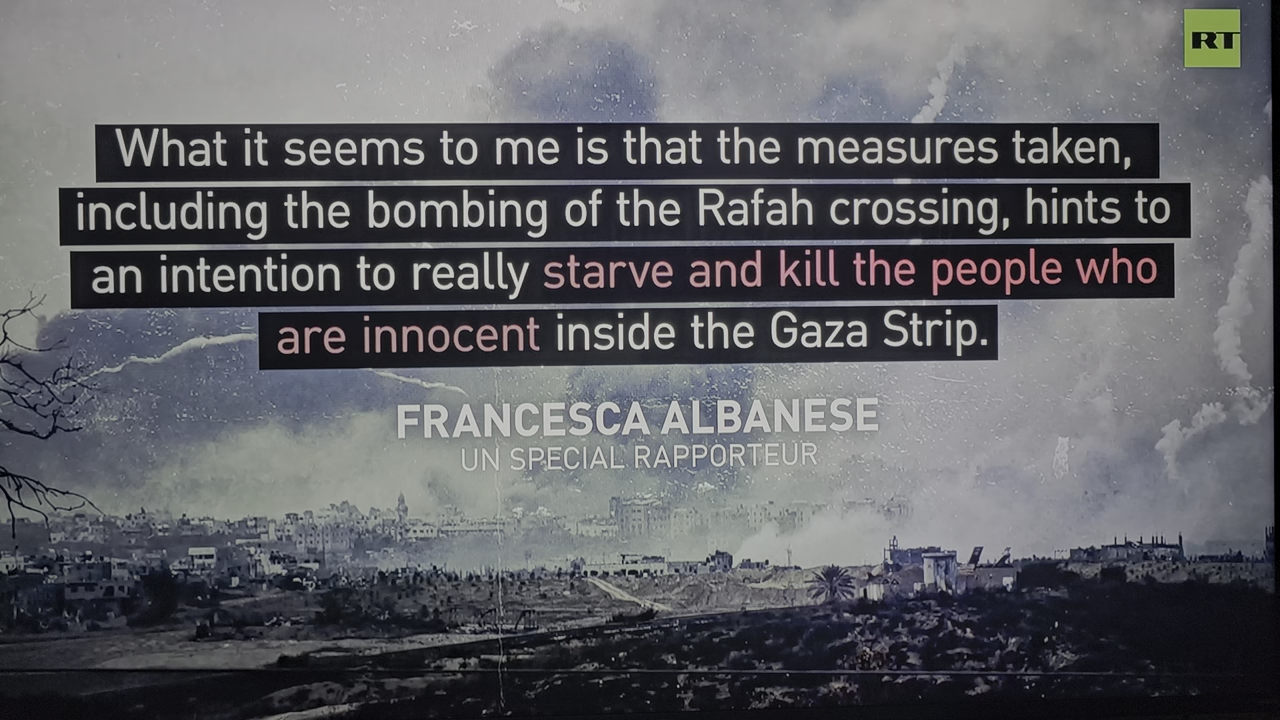 RT
What it seems to me is that the measures taken,
including the bombing of the Rafah crossing, hints to
an intention to really starve and kill the people who
are innocent inside the Gaza Strip.
FRANCESCA ALBANESE
UN SPECIAL RAPPORTEUR